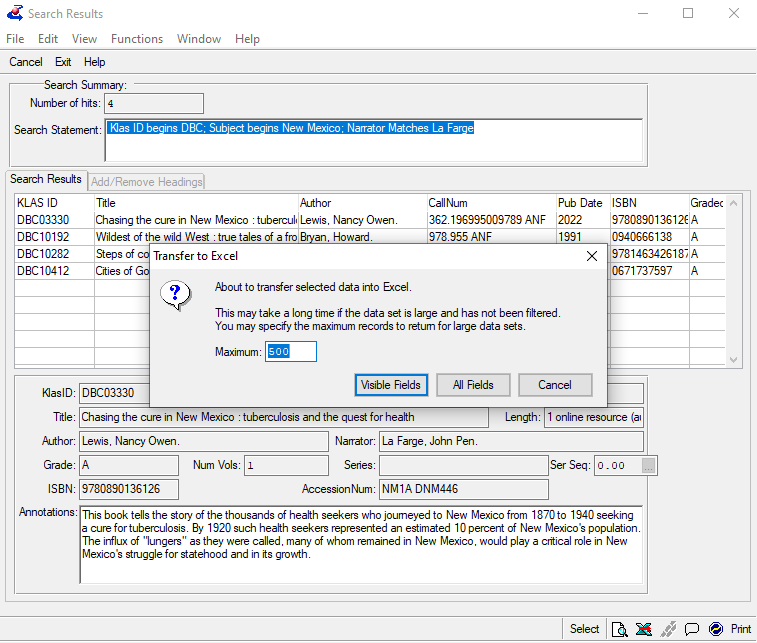 Search Results
File Edit View Functions Window Help
Cancel Exit Help
Search Summary:
Number of hits: 4
Search Statement: Klas ID begins DBC; Subject begins New Mexico; Narrator Matches La Farge
Search Results Add/Remove Headings
KLAS ID Title Author CallNum Pub Date ISBN Gradec
DBC03330 Chasing the cure in New Mexico : tubercul Lewis, Nancy Owen. 362.196995009789 ANF 2022 9780890136126 A
DBC10192 Wildest of the wild West : true tales of a fro Bryan, Howard. 978.955 ANF 1991 0940666138 A
DBC10282 Steps of co 9781463426187 A
DBC10412 Cities of Go 0671737597 A
Transfer to Excel
About to transfer selected data into Excel.
This may take a long time if the data set is large and has not been filtered.
You may specify the maximum records to return for large data sets.
Maximum: 500
Visible Fields All Fields Cancel
KlasID: DBC03330
Title: Chasing the cure in New Mexico : tuberculosis and the quest for health Length: 1 online resource (au
Author: Lewis, Nancy Owen. Narrator: La Farge, John Pen.
Grade: A Num Vols: 1 Series: Ser Seq: 0.00 ...
ISBN: 9780890136126 AccessionNum: NM1A DNM446
Annotations: This book tells the story of the thousands of health seekers who journeyed to New Mexico from 1870 to 1940 seeking
a cure for tuberculosis. By 1920 such health seekers represented an estimated 10 percent of New Mexico's population.
The influx of "lungers" as they were called, many of whom remained in New Mexico, would play a critical role in New
Mexico's struggle for statehood and in its growth.
Select Print